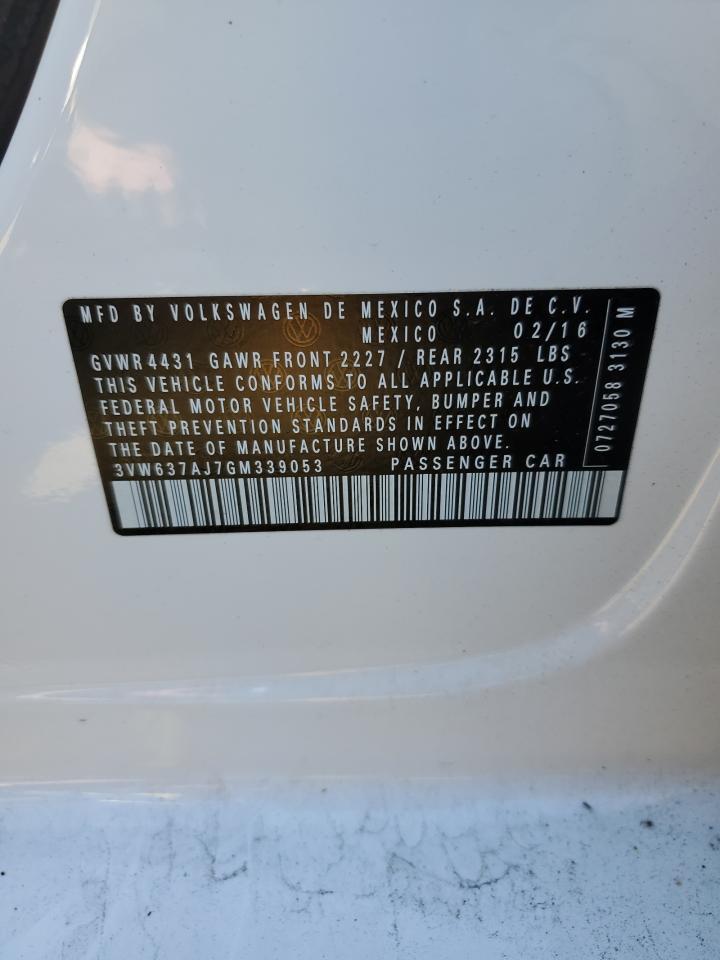 MFD BY VOLKSWAGEN DE MEXICO S.A. DE C.V.
MEXICO 02/16
GVWR 4431 GAWR FRONT 2227 / REAR 2315 LBS
THIS VEHICLE CONFORMS TO ALL APPLICABLE U.S.
FEDERAL MOTOR VEHICLE SAFETY, BUMPER AND
THEFT PREVENTION STANDARDS IN EFFECT ON
THE DATE OF MANUFACTURE SHOWN ABOVE.
3VW637AJ7GM339053 PASSENGER CAR
0727058 3130 M